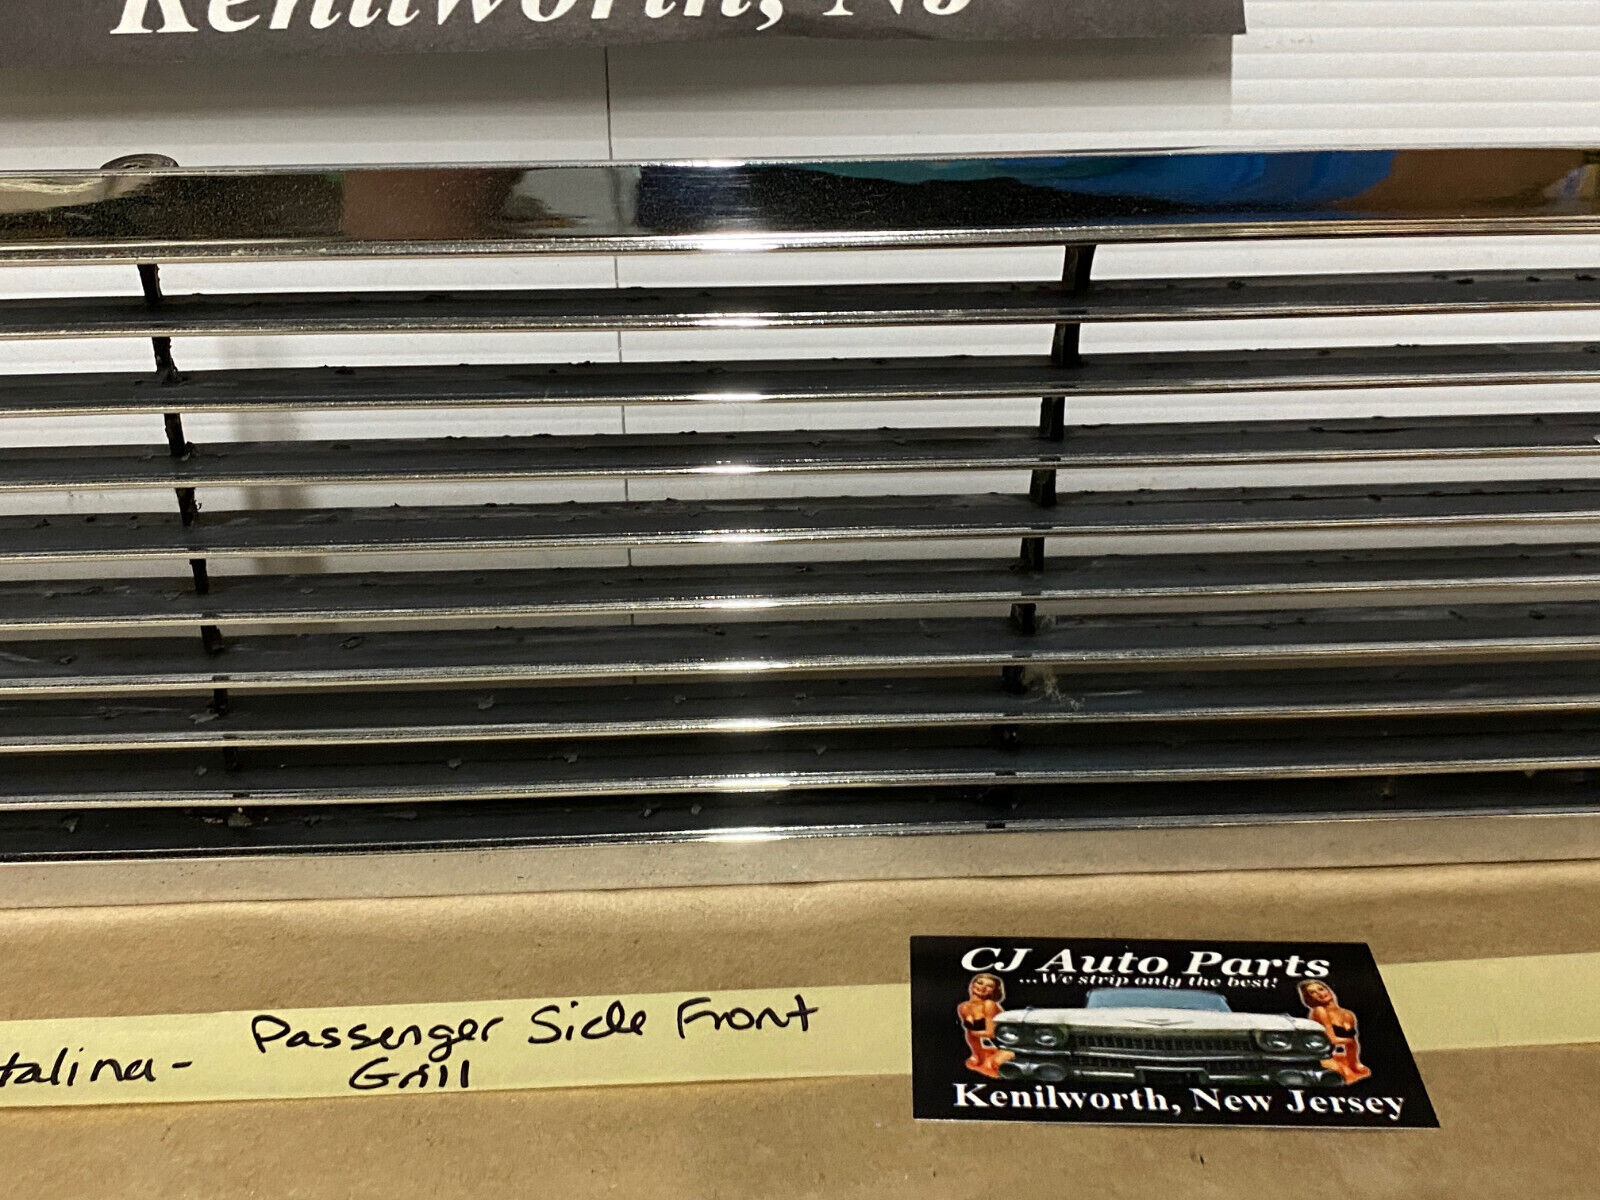 Kenilworth, NJ
CJ Auto Parts
...We strip only the best!
Passenger Side Front
talina - Grill
Kenilworth, New Jersey